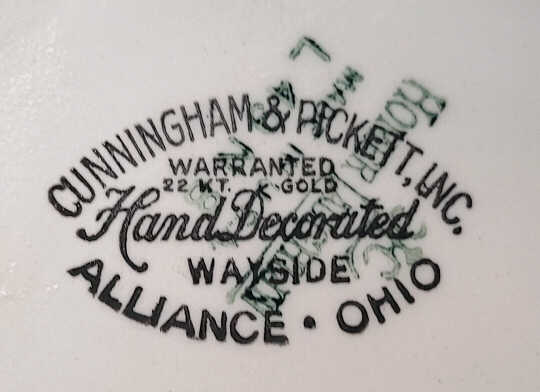 CUNNINGHAM & PICKETT, INC.
WARRANTED
22 KT. GOLD
Hand Decorated
WAYSIDE
ALLIANCE • OHIO